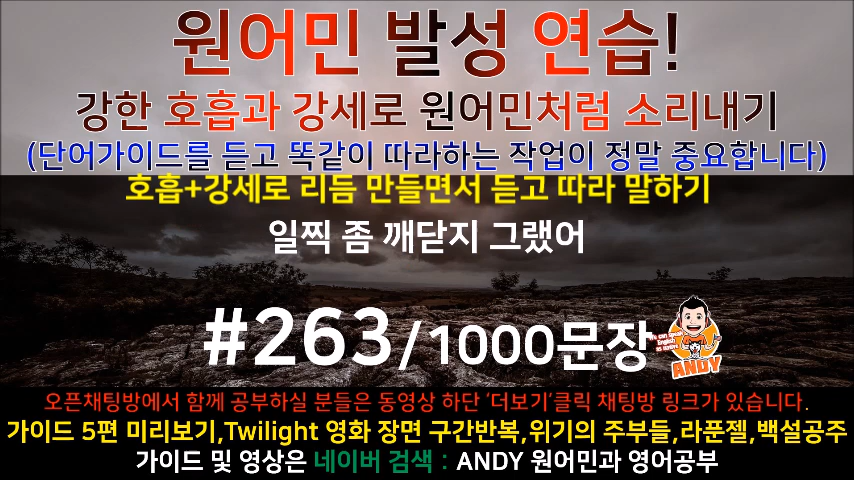 원어민 발성 연습!
강한 호흡과 강세로 원어민처럼 소리내기
(단어가이드를 듣고 똑같이 따라하는 작업이 정말 중요합니다)
호흡+강세로 리듬 만들면서 듣고 따라 말하기
일찍 좀 깨닫지 그랬어
#263/1000문장
ANDY
오픈채팅방에서 함께 공부하실 분들은 동영상 하단 '더보기'클릭 채팅방 링크가 있습니다.
가이드 5편 미리보기,Twilight 영화 장면 구간반복,위기의 주부들,라푼젤,백설공주
가이드 및 영상은 네이버 검색 : ANDY 원어민과 영어공부